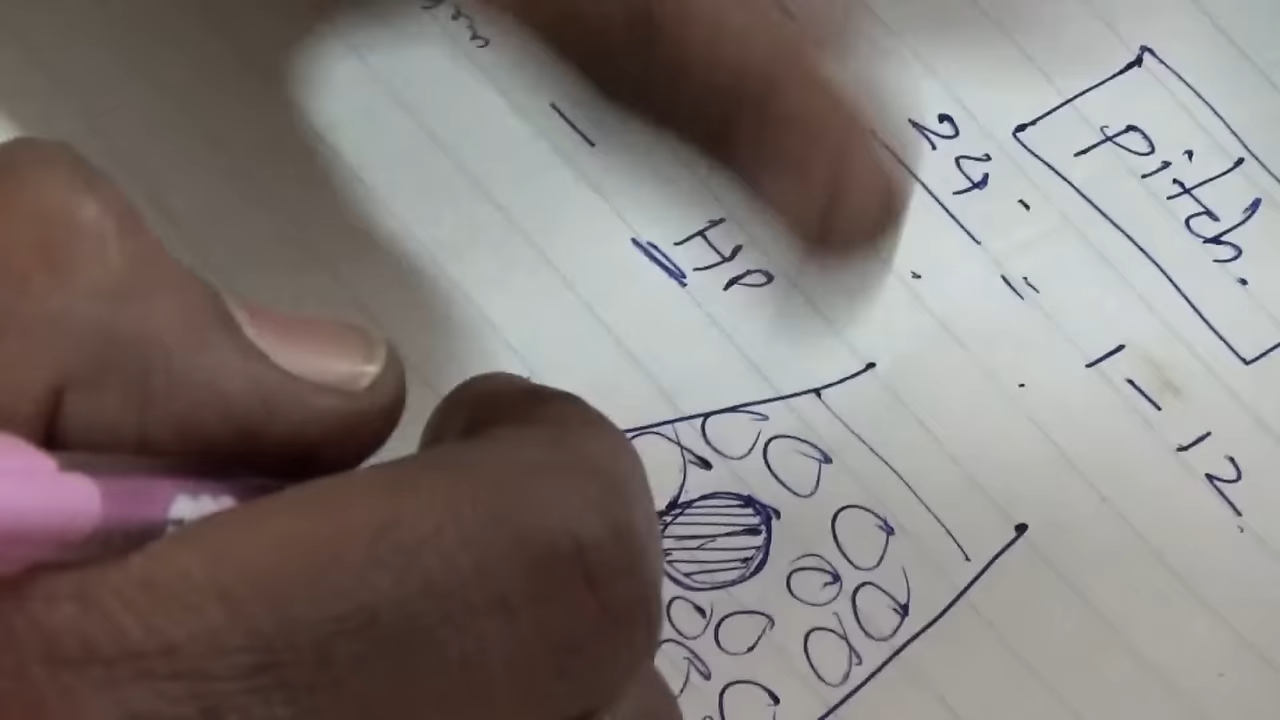 Pitch.
24. = 1 - 12.
- HP